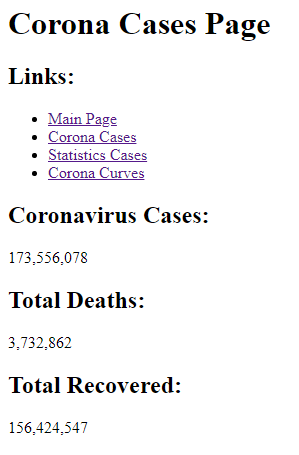 Corona Cases Page
Links:
Main Page
Corona Cases
Statistics Cases
Corona Curves
Coronavirus Cases:
173,556,078
Total Deaths:
3,732,862
Total Recovered:
156,424,547